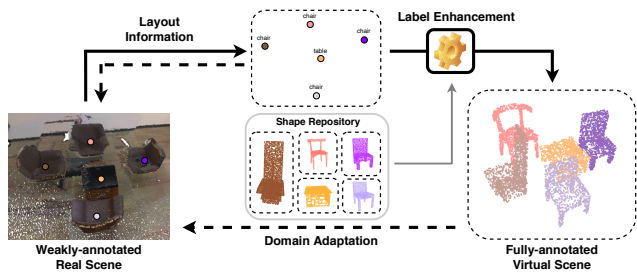 Layout
Information
chair
chair
chair
table
chair
Label Enhancement
Shape Repository
Domain Adaptation
Weakly-annotated
Real Scene
Fully-annotated
Virtual Scene